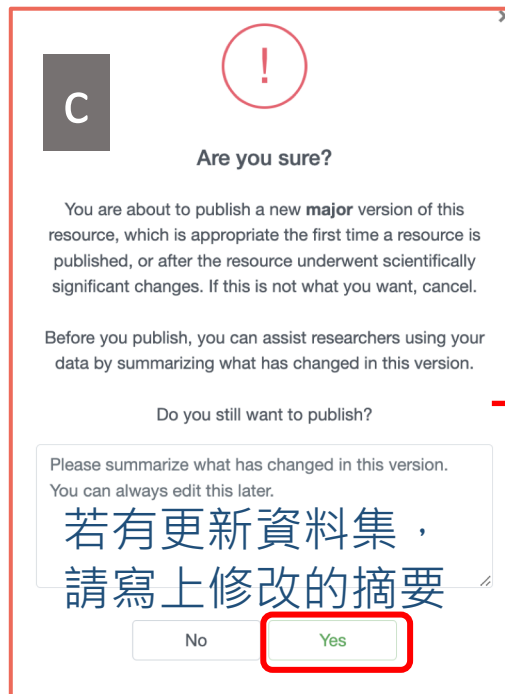 C
!
Are you sure?
You are about to publish a new major version of this
resource, which is appropriate the first time a resource is
published, or after the resource underwent scientifically
significant changes. If this is not what you want, cancel.
Before you publish, you can assist researchers using your
data by summarizing what has changed in this version.
Do you still want to publish?
Please summarize what has changed in this version.
You can always edit this later.
若有更新資料集，
請寫上修改的摘要
No Yes